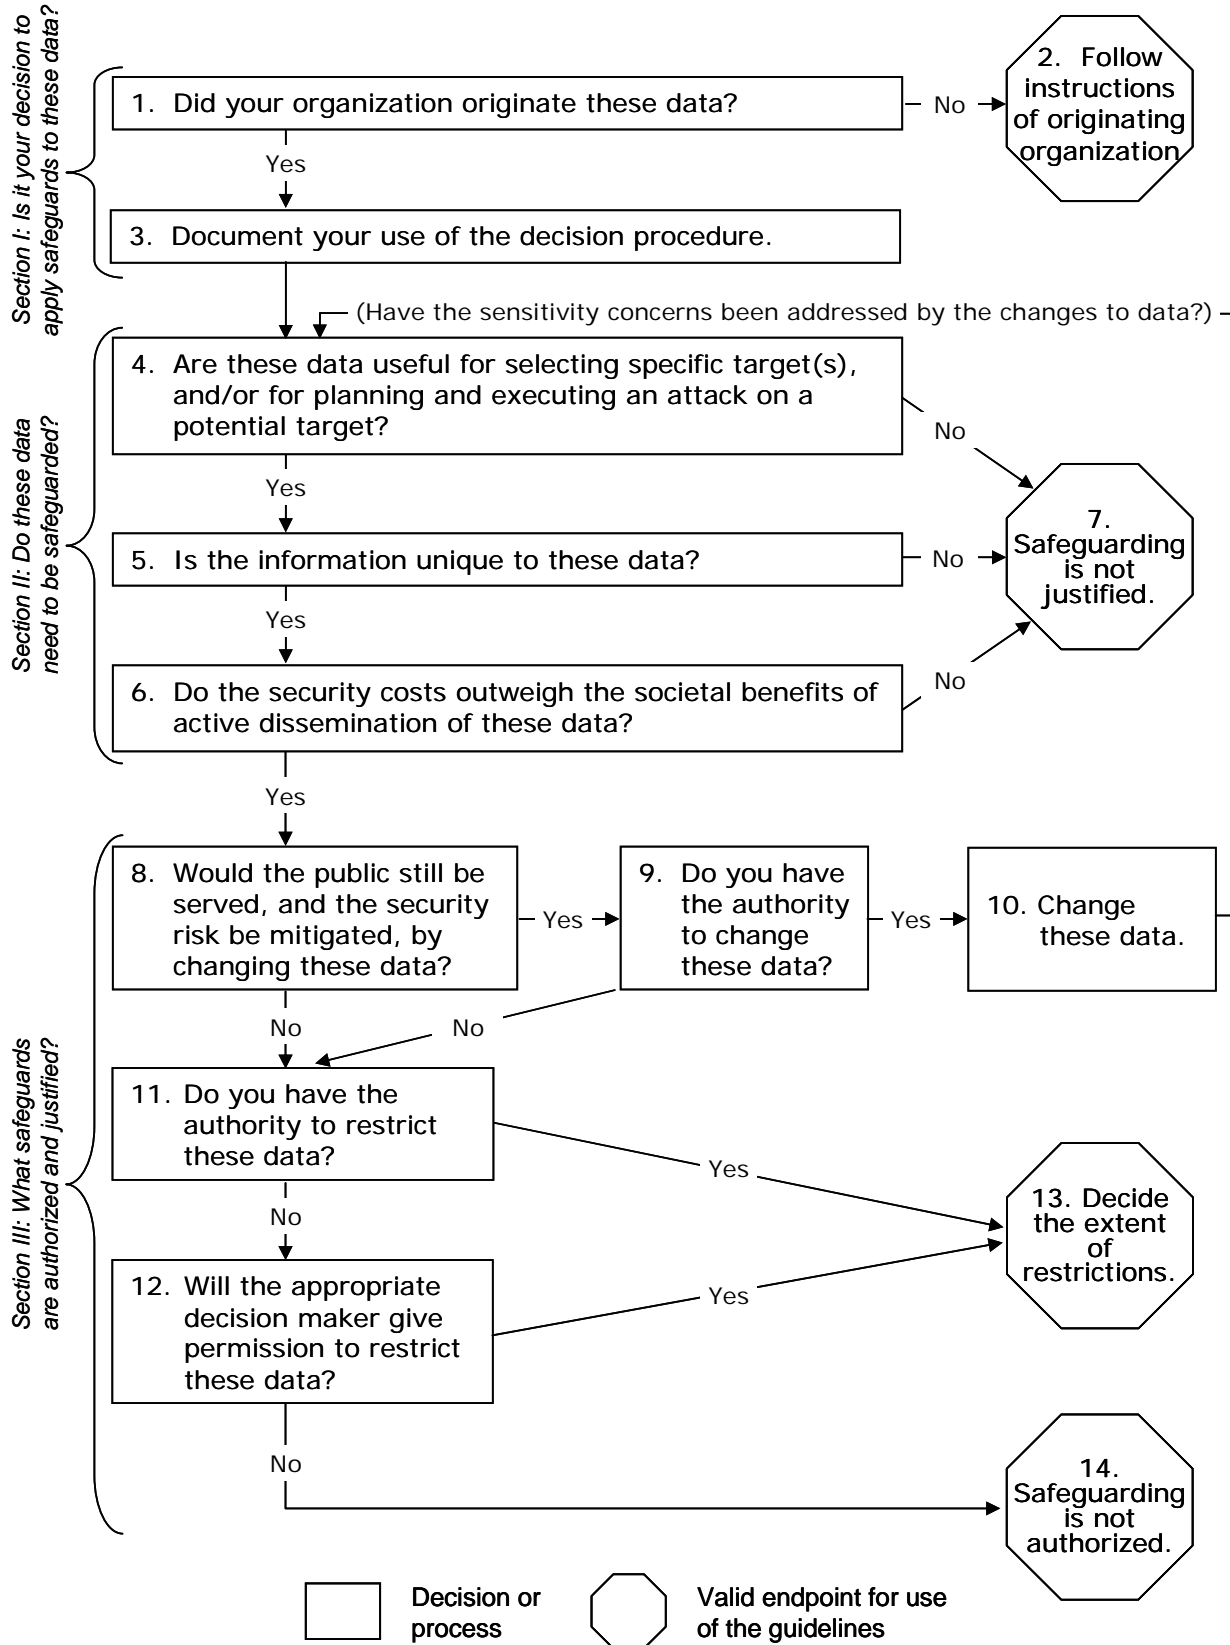 Section I: Is it your decision to
apply safeguards to these data?
1. Did your organization originate these data?
No
2. Follow
instructions
of originating
organization
Yes
3. Document your use of the decision procedure.
(Have the sensitivity concerns been addressed by the changes to data?)
Section II: Do these data
need to be safeguarded?
4. Are these data useful for selecting specific target(s),
and/or for planning and executing an attack on a
potential target?
No
Yes
5. Is the information unique to these data?
No
7.
Safeguarding
is not
justified.
Yes
6. Do the security costs outweigh the societal benefits of
active dissemination of these data?
No
Yes
Section III: What safeguards
are authorized and justified?
8. Would the public still be
served, and the security
risk be mitigated, by
changing these data?
Yes
9. Do you have
the authority
to change
these data?
Yes
10. Change
these data.
No
No
11. Do you have the
authority to restrict
these data?
Yes
13. Decide
the extent
of
restrictions.
No
12. Will the appropriate
decision maker give
permission to restrict
these data?
Yes
No
14.
Safeguarding
is not
authorized.
Decision or
process
Valid endpoint for use
of the guidelines